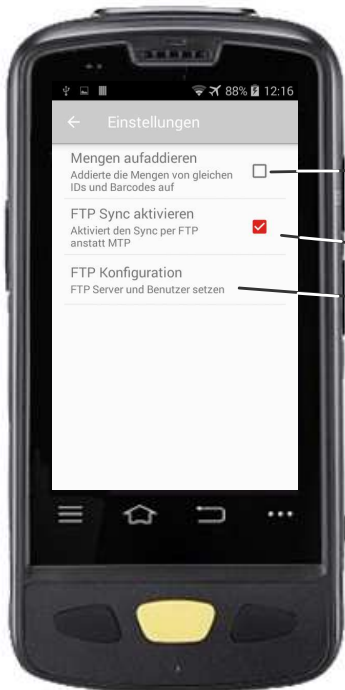 88% 12:16
Einstellungen
Mengen aufaddieren
Addierte die Mengen von gleichen
IDs und Barcodes auf
FTP Sync aktivieren
Aktiviert den Sync per FTP
anstatt MTP
FTP Konfiguration
FTP Server und Benutzer setzen